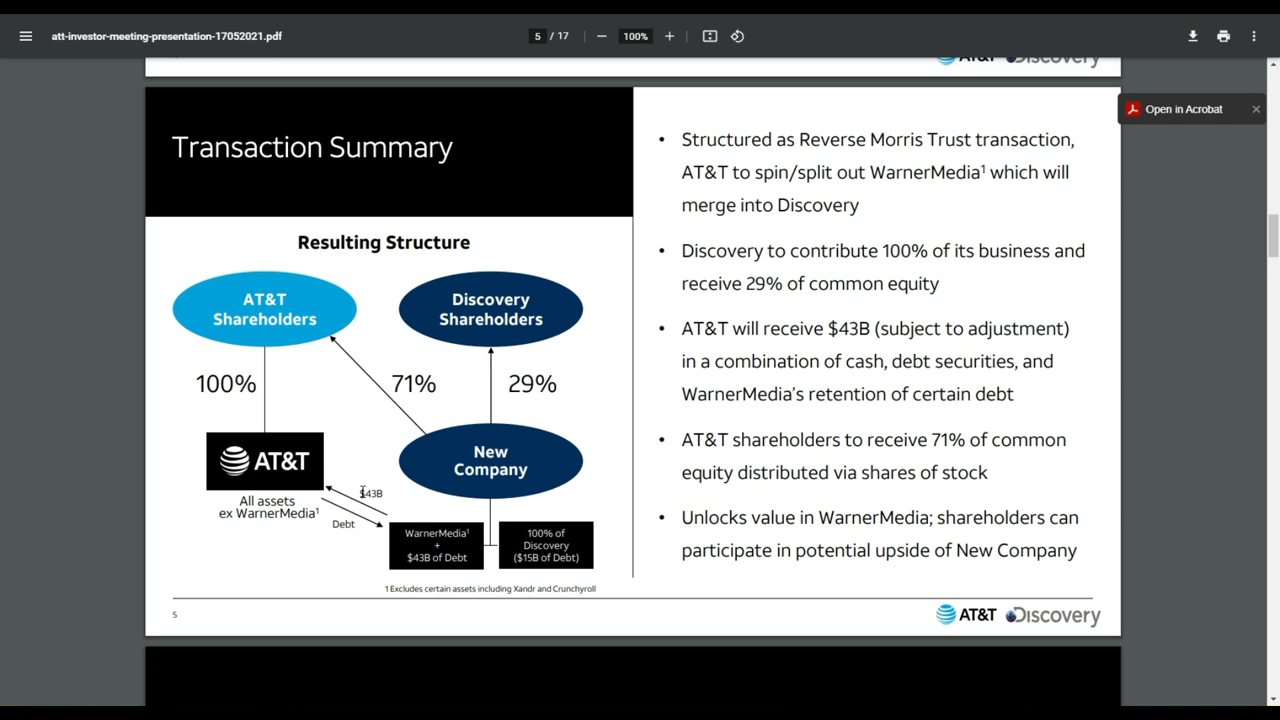 att-investor-meeting-presentation-17052021.pdf
5 / 17
100%
AT&T Discovery
Open in Acrobat
Transaction Summary
Resulting Structure
AT&T
Shareholders
Discovery
Shareholders
100%
71%
29%
AT&T
New
Company
All assets
ex WarnerMedia¹
$43B
Debt
WarnerMedia¹
+
$43B of Debt
100% of
Discovery
($15B of Debt)
1 Excludes certain assets including Xandr and Crunchyroll
• Structured as Reverse Morris Trust transaction,
AT&T to spin/split out WarnerMedia¹ which will
merge into Discovery
• Discovery to contribute 100% of its business and
receive 29% of common equity
• AT&T will receive $43B (subject to adjustment)
in a combination of cash, debt securities, and
WarnerMedia's retention of certain debt
• AT&T shareholders to receive 71% of common
equity distributed via shares of stock
• Unlocks value in WarnerMedia; shareholders can
participate in potential upside of New Company
5
AT&T Discovery